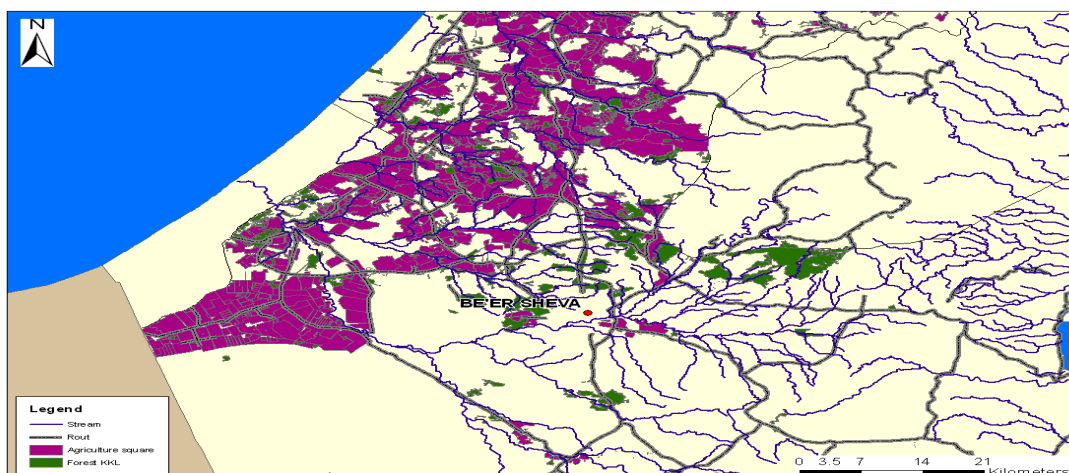 N
BE'ER SHEVA
Legend
Stream
Rout
Agriculture square
Forest KKL
0 3.5 7 14 21
Kilometers